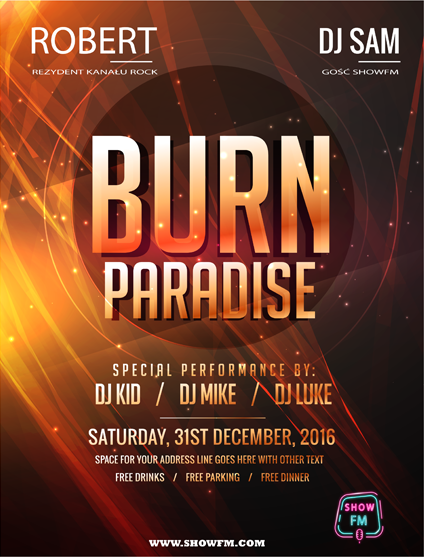 ROBERT
REZYDENT KANAŁU ROCK
DJ SAM
GOŚĆ SHOWFM
BURN
PARADISE
SPECIAL PERFORMANCE BY:
DJ KID / DJ MIKE / DJ LUKE
SATURDAY, 31ST DECEMBER, 2016
SPACE FOR YOUR ADDRESS LINE GOES HERE WITH OTHER TEXT
FREE DRINKS / FREE PARKING / FREE DINNER
SHOW
FM
WWW.SHOWFM.COM